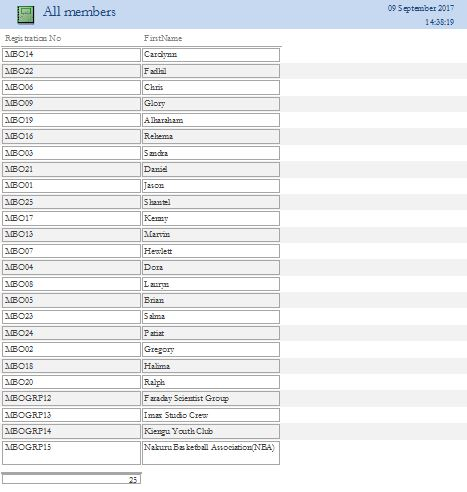 All members
09 September 2017
14:38:19
Registration No FirstName
MBO14 Carolynn
MBO22 Fadhil
MBO06 Chris
MBO09 Glory
MBO19 Alharaham
MBO16 Rehema
MBO03 Sandra
MBO21 Daniel
MBO01 Jason
MBO25 Shantel
MBO17 Kenny
MBO13 Marvin
MBO07 Hewlett
MBO04 Dora
MBO08 Lauryn
MBO05 Brian
MBO23 Salma
MBO24 Patiat
MBO02 Gregory
MBO18 Halima
MBO20 Ralph
MBOGRP12 Faraday Scientist Group
MBOGRP13 Imax Studio Crew
MBOGRP14 Kiengu Youth Club
MBOGRP15 Nakuru Basketball Association(NBA)
25